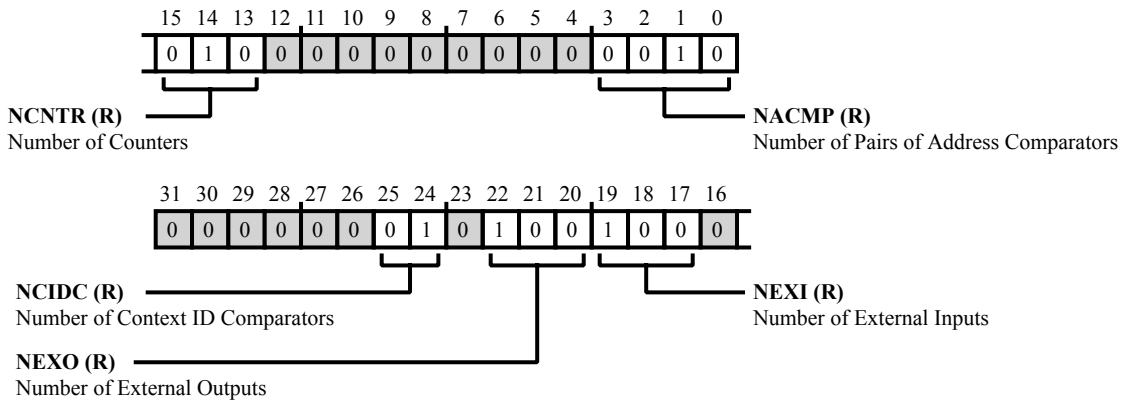 15 14 13 12 11 10 9 8 7 6 5 4 3 2 1 0
0 1 0 0 0 0 0 0 0 0 0 0 0 0 1 0
NCNTR (R)
Number of Counters
NACMP (R)
Number of Pairs of Address Comparators
31 30 29 28 27 26 25 24 23 22 21 20 19 18 17 16
0 0 0 0 0 0 0 1 0 1 0 0 1 0 0 0
NCIDC (R)
Number of Context ID Comparators
NEXI (R)
Number of External Inputs
NEXO (R)
Number of External Outputs